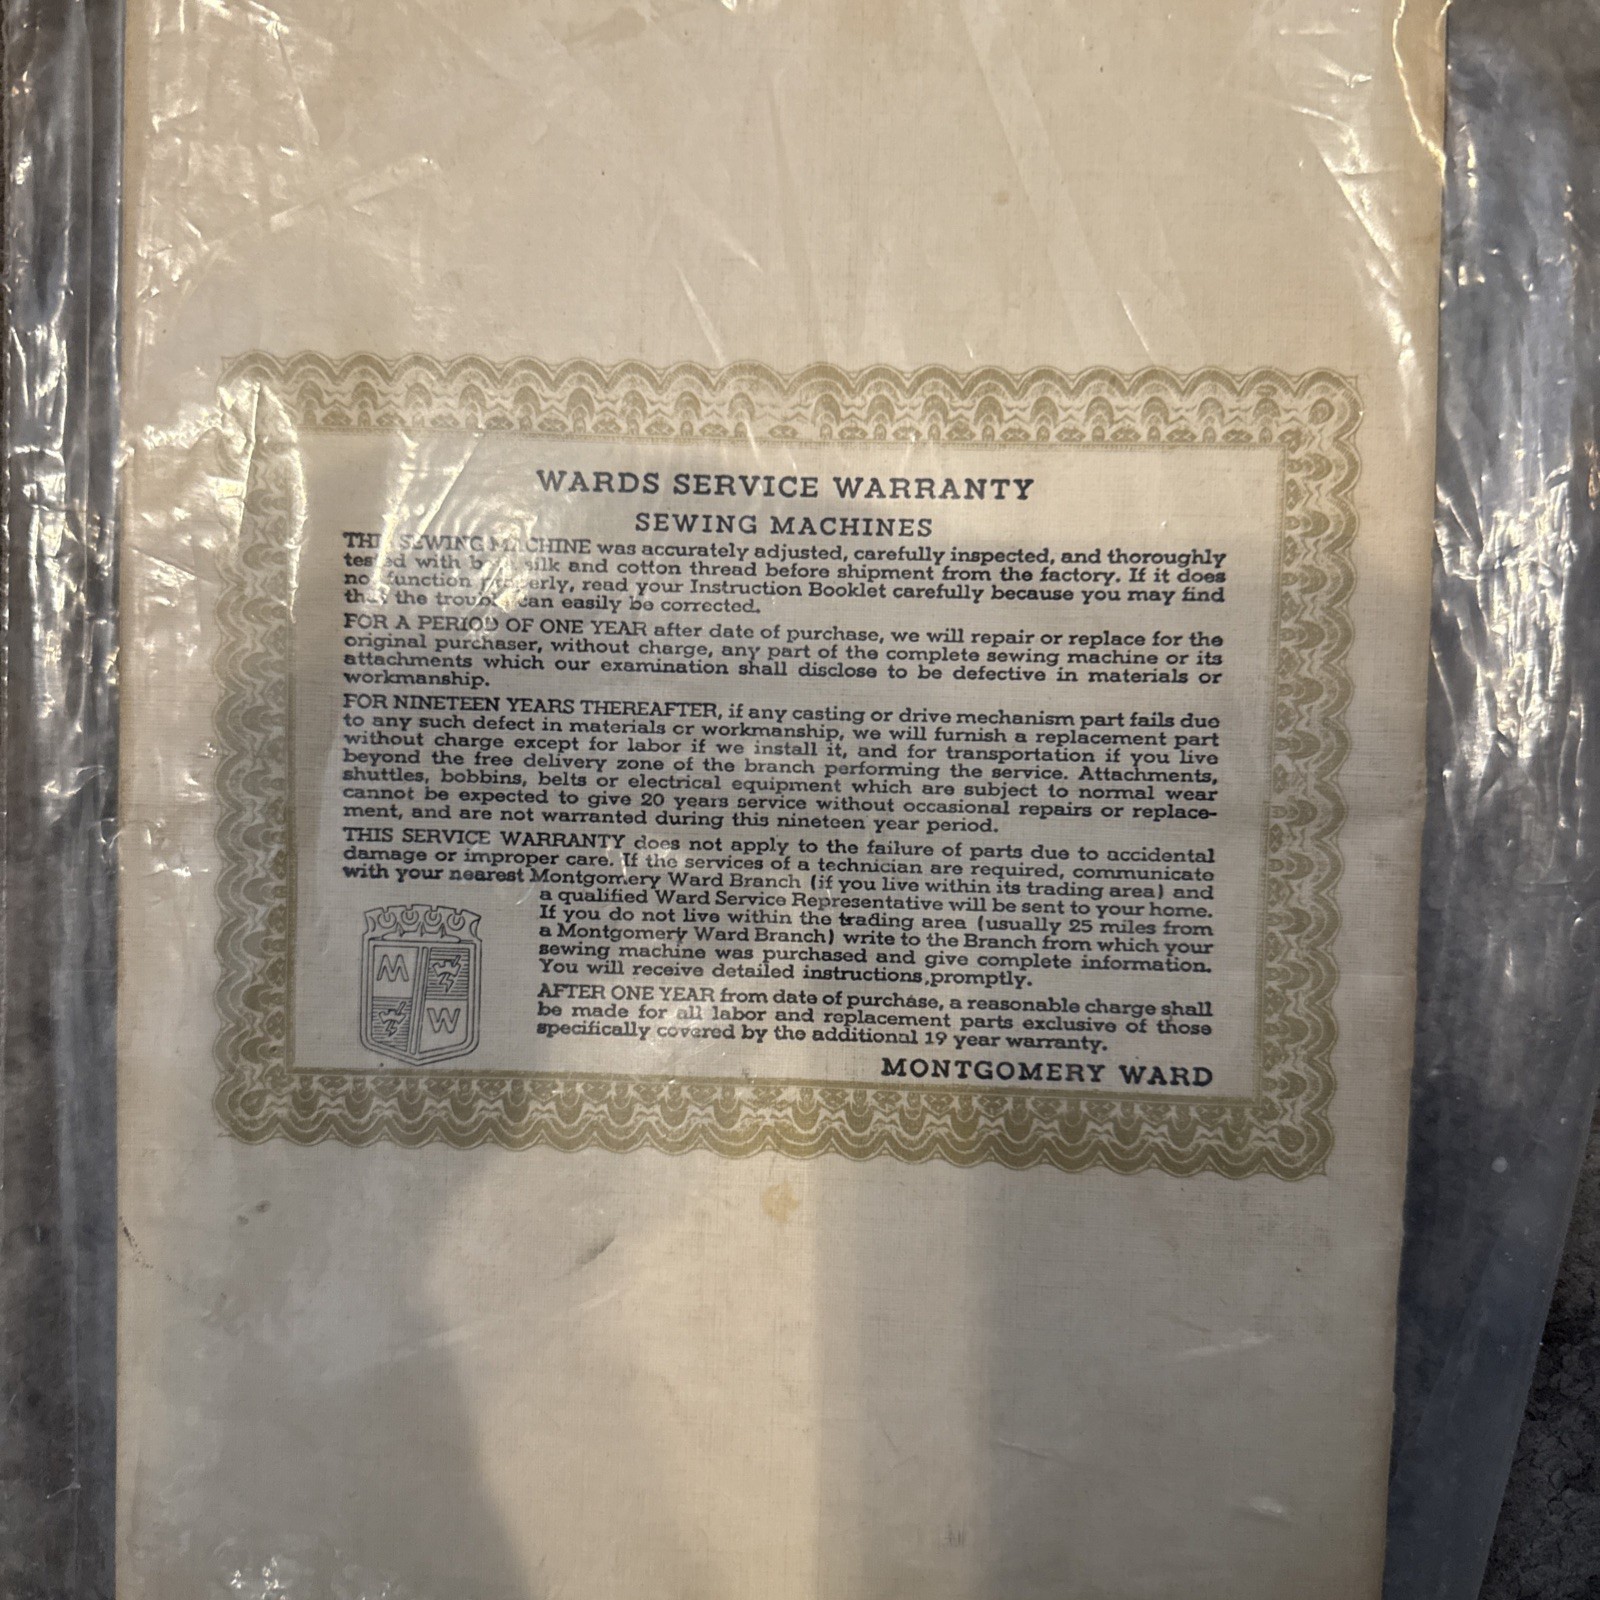 WARDS SERVICE WARRANTY
SEWING MACHINES
THI SEWING MACHINE was accurately adjusted, carefully inspected, and thoroughly
tested with silk and cotton thread before shipment from the factory. If it does
no function properly, read your Instruction Booklet carefully because you may find
that the trouble can easily be corrected.
FOR A PERIOD OF ONE YEAR after date of purchase, we will repair or replace for the
original purchaser, without charge, any part of the complete sewing machine or its
attachments which our examination shall disclose to be defective in materials or
workmanship.
FOR NINETEEN YEARS THEREAFTER, if any casting or drive mechanism part fails due
to any such defect in materials or workmanship, we will furnish a replacement part
without charge except for labor if we install it, and for transportation if you live
beyond the free delivery zone of the branch performing the service. Attachments,
shuttles, bobbins, belts or electrical equipment which are subject to normal wear
cannot be expected to give 20 years service without occasional repairs or replace-
ment, and are not warranted during this nineteen year period.
THIS SERVICE WARRANTY does not apply to the failure of parts due to accidental
damage or improper care. If the services of a technician are required, communicate
with your nearest Montgomery Ward Branch (if you live within its trading area) and
a qualified Ward Service Representative will be sent to your home.
If you do not live within the trading area (usually 25 miles from
a Montgomery Ward Branch) write to the Branch from which your
sewing machine was purchased and give complete information.
You will receive detailed instructions promptly.
AFTER ONE YEAR from date of purchase, a reasonable charge shall
be made for all labor and replacement parts exclusive of those
specifically covered by the additional 19 year warranty.
MONTGOMERY WARD
M
W